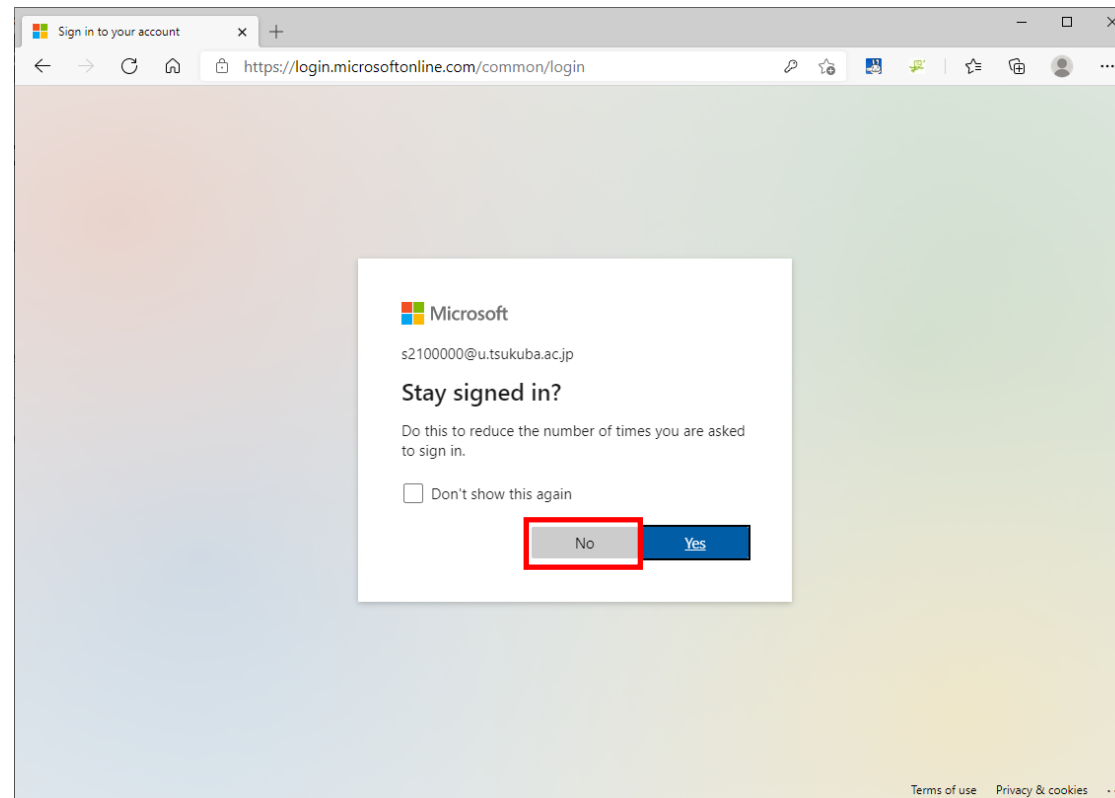 Sign in to your account
https://login.microsoftonline.com/common/login
Microsoft
s2100000@u.tsukuba.ac.jp
Stay signed in?
Do this to reduce the number of times you are asked
to sign in.
Don't show this again
No Yes
Terms of use Privacy & cookies